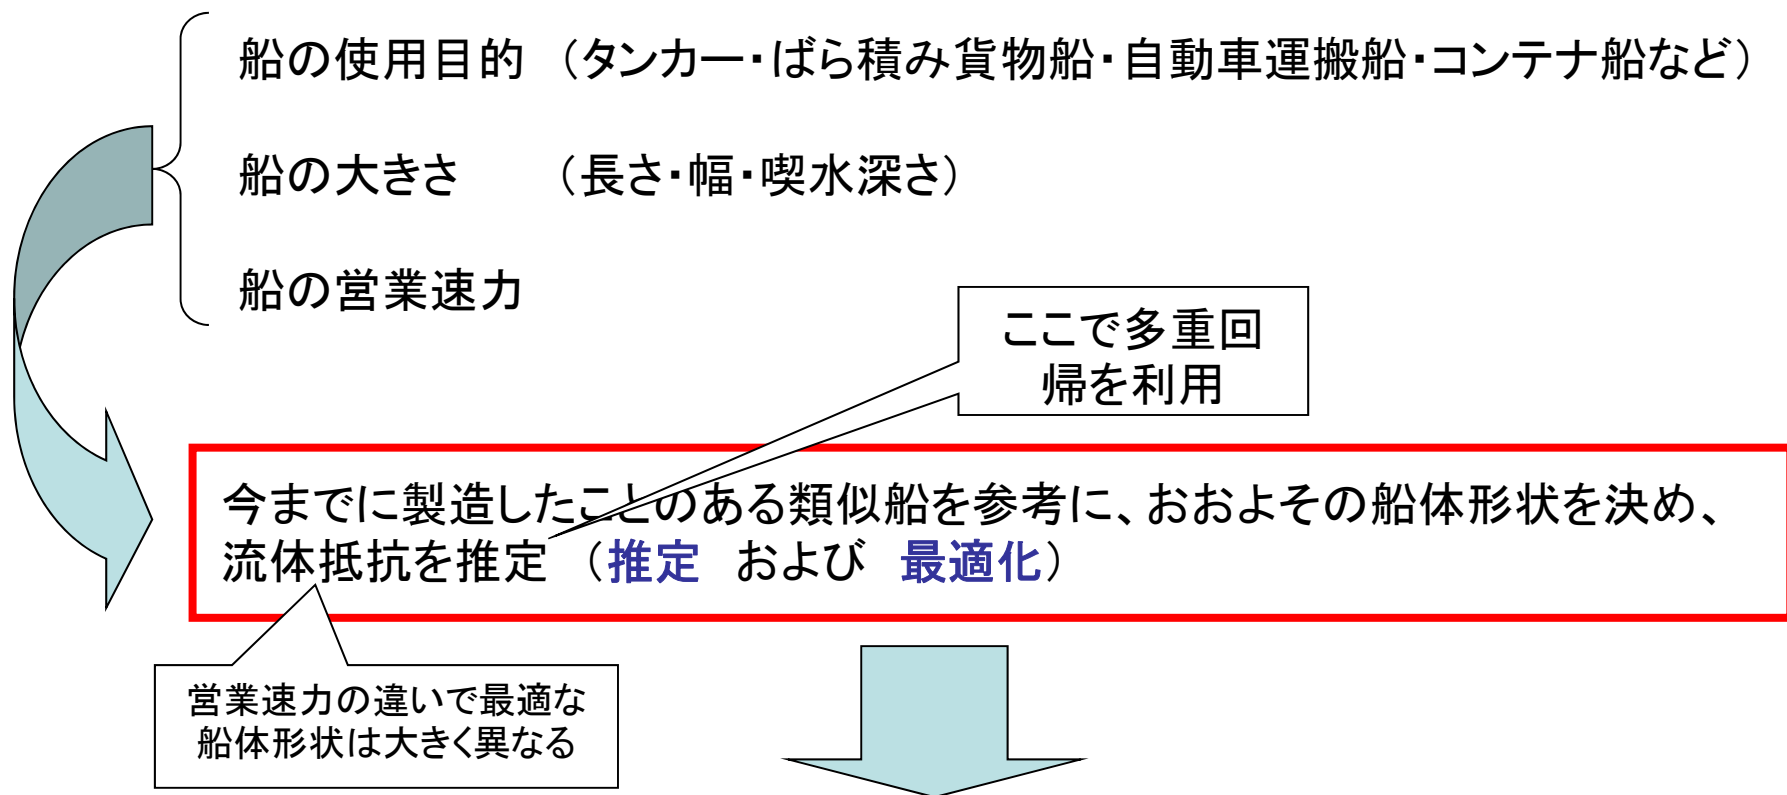 船の使用目的 （タンカー・ばら積み貨物船・自動車運搬船・コンテナ船など）
船の大きさ （長さ・幅・喫水深さ）
船の営業速力
ここで多重回
帰を利用
今までに製造したことのある類似船を参考に、おおよその船体形状を決め、
流体抵抗を推定 （推定 および 最適化）
営業速力の違いで最適な
船体形状は大きく異なる